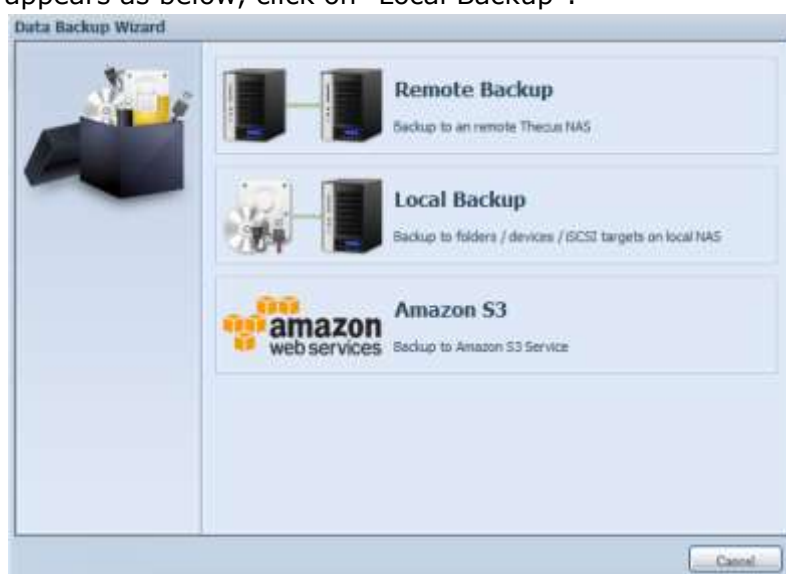 appears as below, click on "Local Backup".
Data Backup Wizard
Remote Backup
Backup to an remote Thecus NAS
Local Backup
Backup to folders / devices / iSCSI targets on local NAS
amazon
web services
Amazon S3
Backup to Amazon S3 Service
Cancel